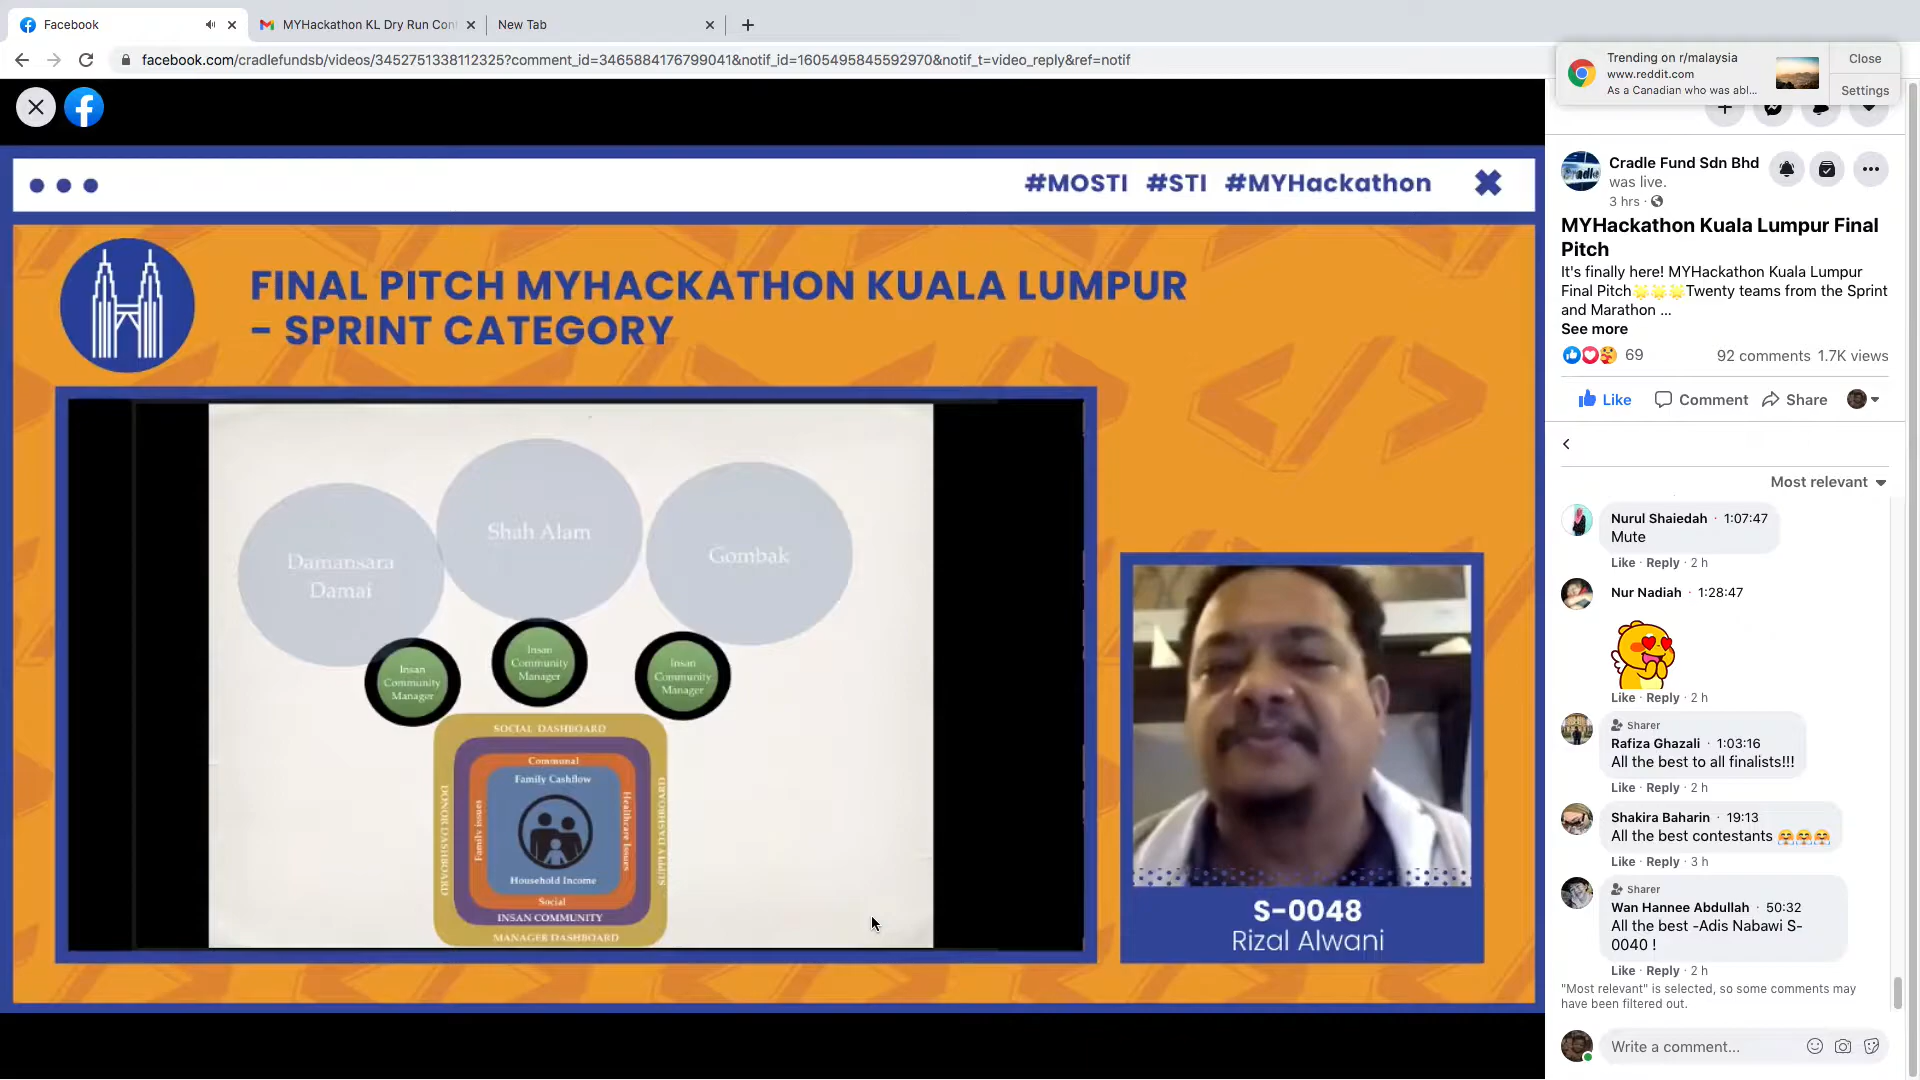 Facebook
MYHackathon KL Dry Run Con
New Tab
facebook.com/cradlefundsb/videos/3452751338112325?comment_id=3465884176799041&notif_id=1605495845592970&notif_t=video_reply&ref=notif
Trending on r/malaysia
www.reddit.com
As a Canadian who was abl...
Close
Settings
#MOSTI #STI #MYHackathon
FINAL PITCH MYHACKATHON KUALA LUMPUR
- SPRINT CATEGORY
Damansara
Damai
Shah Alam
Gombak
Insan
Community
Manager
Insan
Community
Manager
Insan
Community
Manager
SOCIAL DASHBOARD
Communal
Family Cashflow
DONOR DASHBOARD
Family issues
Healthcare Issues
SUPPLY DASHBOARD
Household Income
Social
INSAN COMMUNITY
MANAGER DASHBOARD
S-0048
Rizal Alwani
Cradle Fund Sdn Bhd
was live.
3 hrs ·
MYHackathon Kuala Lumpur Final
Pitch
It's finally here! MYHackathon Kuala Lumpur
Final Pitch🌟🌟🌟Twenty teams from the Sprint
and Marathon ...
See more
69
92 comments 1.7K views
Like
Comment
Share
Most relevant
Nurul Shaiedah · 1:07:47
Mute
Like · Reply · 2 h
Nur Nadiah · 1:28:47
Like · Reply · 2 h
Sharer
Rafiza Ghazali · 1:03:16
All the best to all finalists!!!
Like · Reply · 2 h
Shakira Baharin · 19:13
All the best contestants 🤗🤗🤗
Like · Reply · 3 h
Sharer
Wan Hannee Abdullah · 50:32
All the best -Adis Nabawi S-
0040 !
Like · Reply · 2 h
"Most relevant" is selected, so some comments may
have been filtered out.
Write a comment...